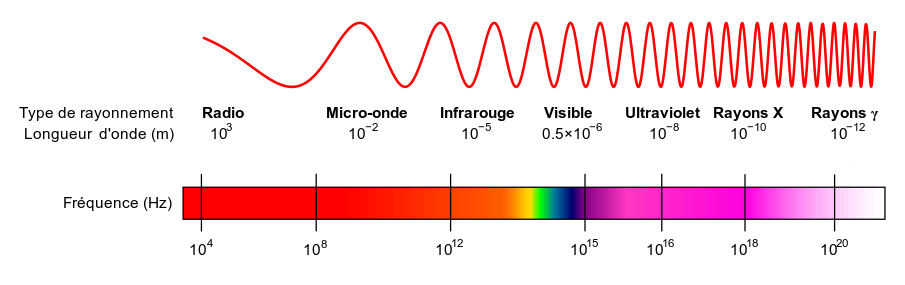 Type de rayonnement Radio Micro-onde Infrarouge Visible Ultraviolet Rayons X Rayons γ
Longueur d'onde (m) 10³ 10⁻² 10⁻⁵ 0.5×10⁻⁶ 10⁻⁸ 10⁻¹⁰ 10⁻¹²
Fréquence (Hz)
10⁴ 10⁸ 10¹² 10¹⁵ 10¹⁶ 10¹⁸ 10²⁰